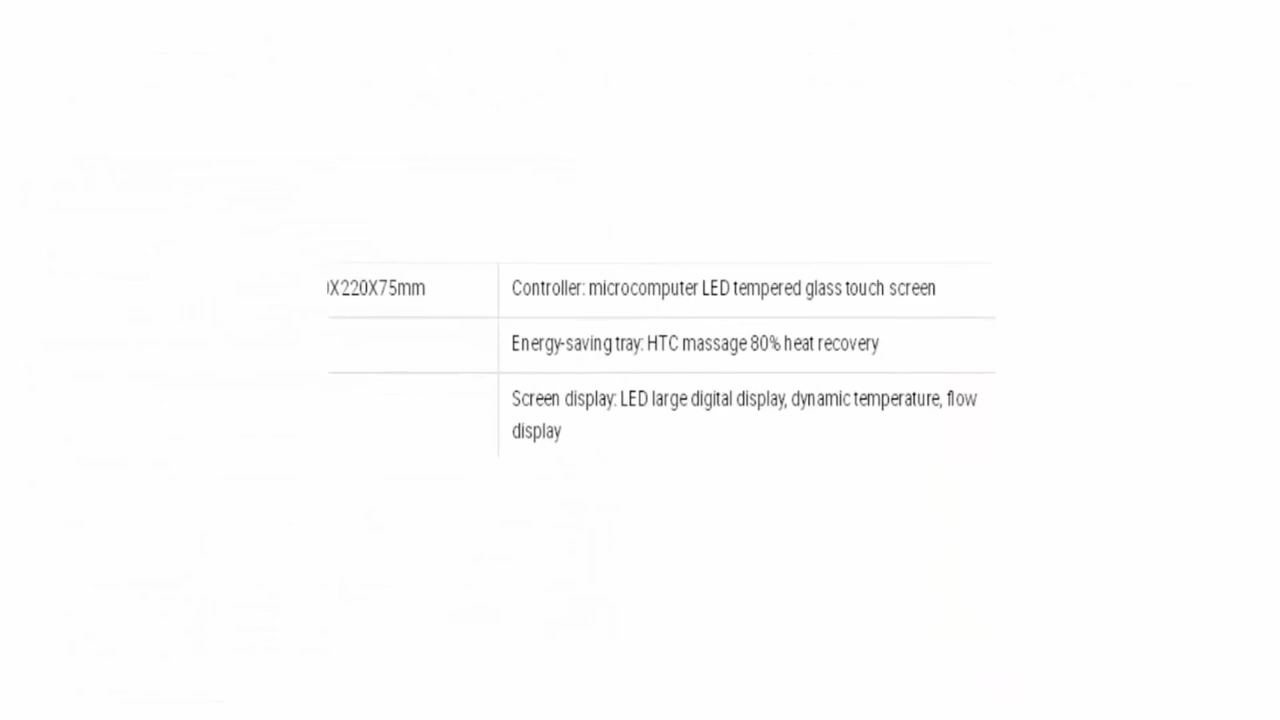 X220X75mm
Controller: microcomputer LED tempered glass touch screen
Energy-saving tray: HTC massage 80% heat recovery
Screen display: LED large digital display, dynamic temperature, flow
display